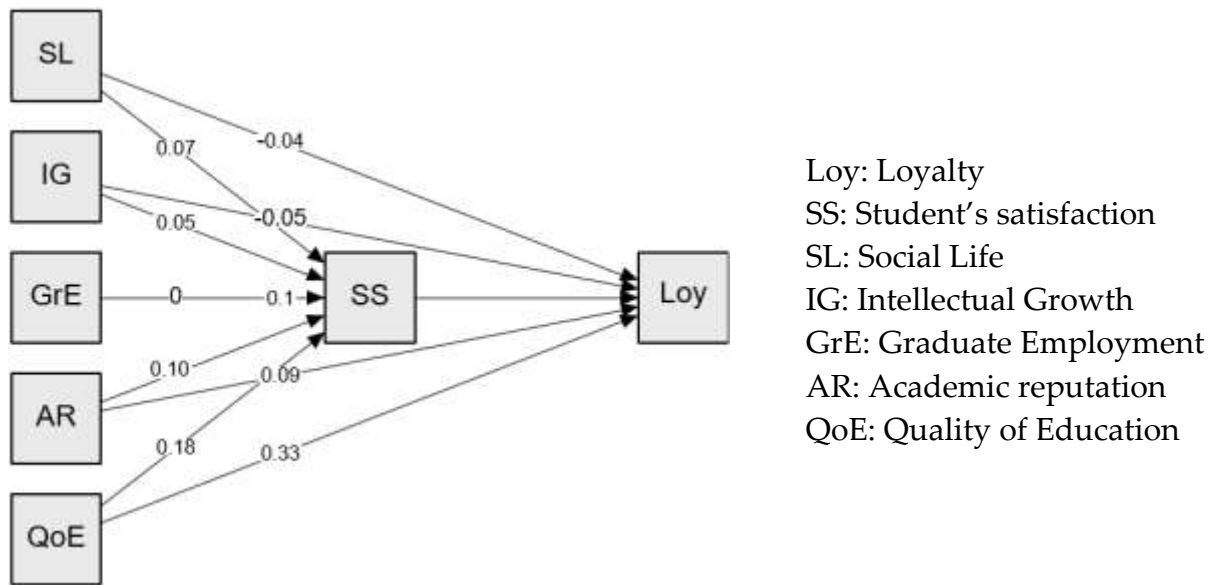 SL
-0.04
0.07
IG
-0.05
0.05
GrE
0
0.1
SS
Loy
0.10
0.09
AR
0.18
0.33
QoE
Loy: Loyalty
SS: Student’s satisfaction
SL: Social Life
IG: Intellectual Growth
GrE: Graduate Employment
AR: Academic reputation
QoE: Quality of Education